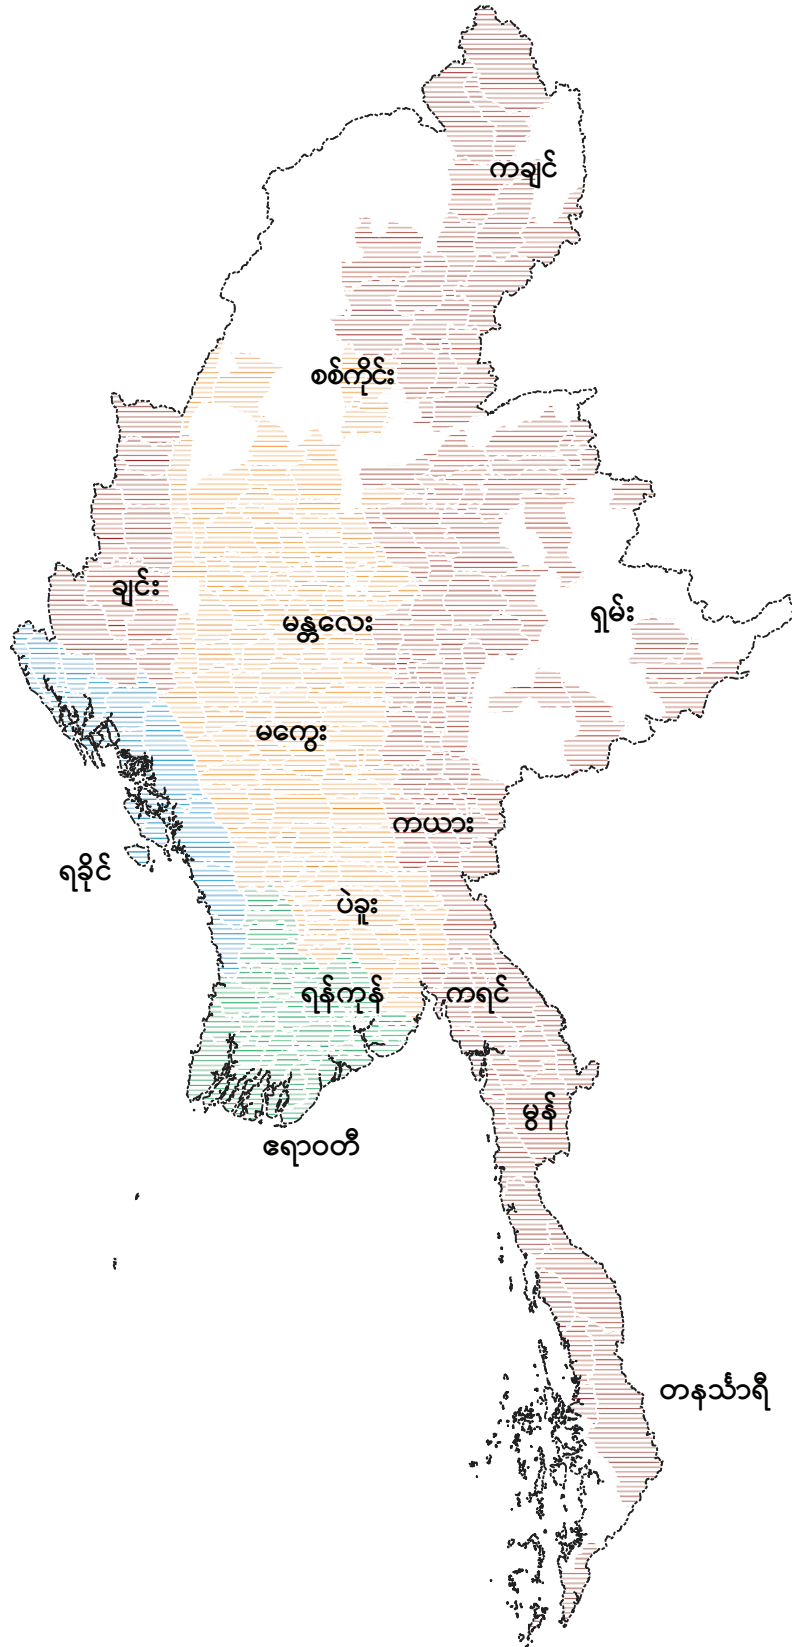 ကချင်
စစ်ကိုင်း
ချင်း
ရှမ်း
မန္တလေး
မကွေး
ကယား
ရခိုင်
ပဲခူး
ရန်ကုန်
ကရင်
မွန်
ဧရာဝတီ
တနင်္သာရီ